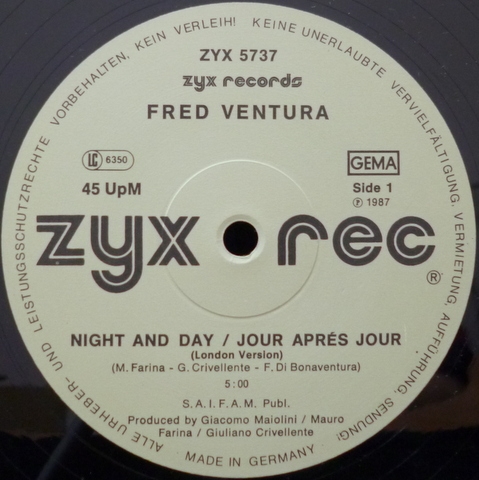 ALLE URHEBER- UND LEISTUNGSSCHUTZRECHTE VORBEHALTEN. KEIN VERLEIH! KEINE UNERLAUBTE VERVIELFÄLTIGUNG, VERMIETUNG, AUFFÜHRUNG, SENDUNG!
ZYX 5737
zyx records
FRED VENTURA
LC 6350
GEMA
45 UpM
Side 1
℗ 1987
zyx rec
®
NIGHT AND DAY / JOUR APRÉS JOUR
(London Version)
(M. Farina - G. Crivellente - F. Di Bonaventura)
5:00
S.A.I.F.A.M. Publ.
Produced by Giacomo Maiolini / Mauro
Farina / Giuliano Crivellente
MADE IN GERMANY